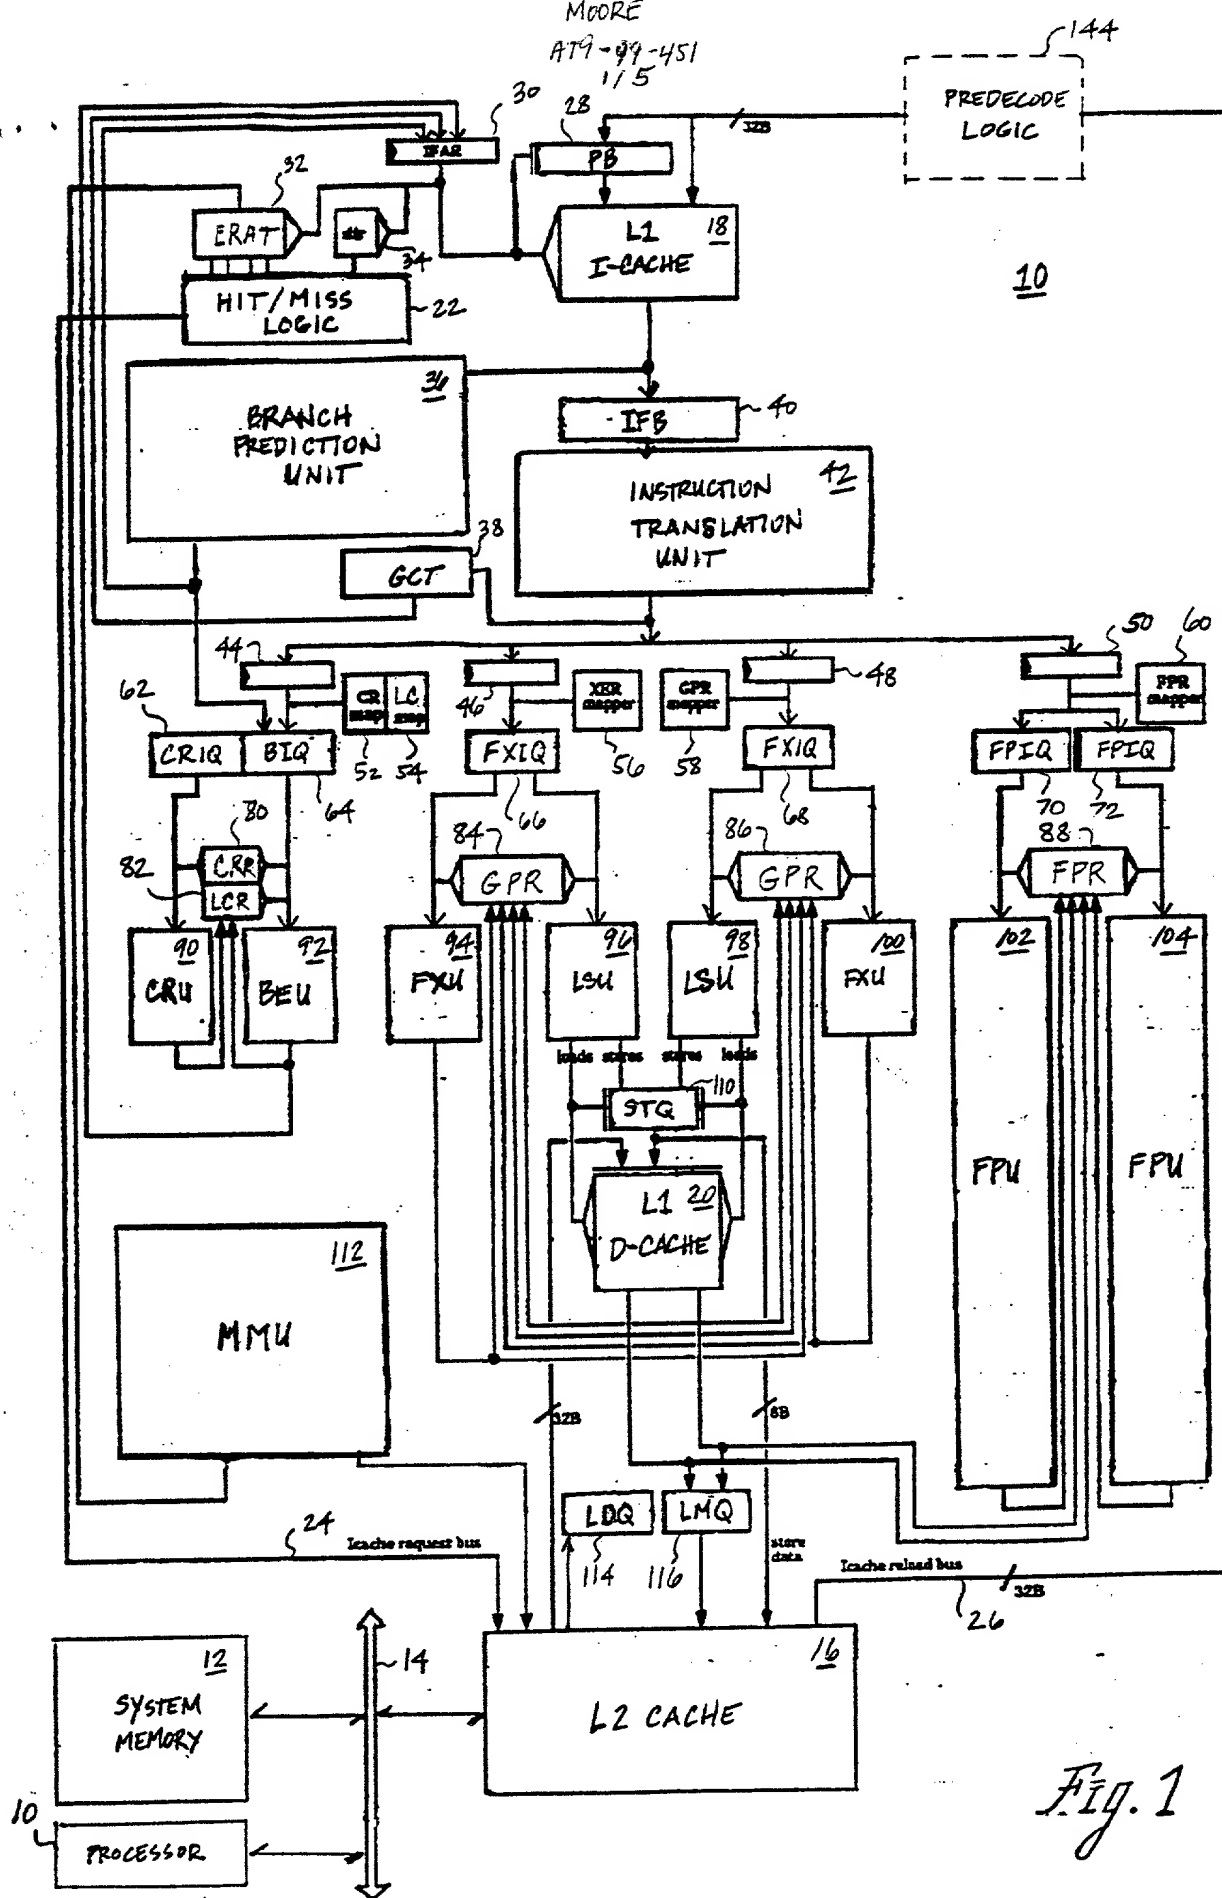 MOORE
AT9-99-451
1/5
144
PREDECODE
LOGIC
30
28
32B
IFAR
PB
32
ERAT
34
L1
18
I-CACHE
10
HIT/MISS
LOGIC
22
36
BRANCH
PREDICTION
UNIT
IFB
40
42
INSTRUCTION
TRANSLATION
UNIT
38
GCT
44
46
48
50
60
62
CR
map
LC
map
XER
mapper
GPR
mapper
FPR
mapper
CRIQ
BIQ
52
54
FXIQ
56
58
FXIQ
FPIQ
FPIQ
64
66
68
70
72
80
82
CRR
LCR
84
GPR
86
GPR
88
FPR
90
CRU
92
BEU
94
FXU
96
LSU
98
LSU
100
FXU
102
FPU
104
FPU
loads
stores
stores
loads
STQ
110
L1
20
D-CACHE
112
MMU
32B
8B
LDQ
LMQ
114
116
24
Icache request bus
store
data
Icache reload bus
32B
26
12
SYSTEM
MEMORY
14
16
L2 CACHE
10
PROCESSOR
Fig. 1